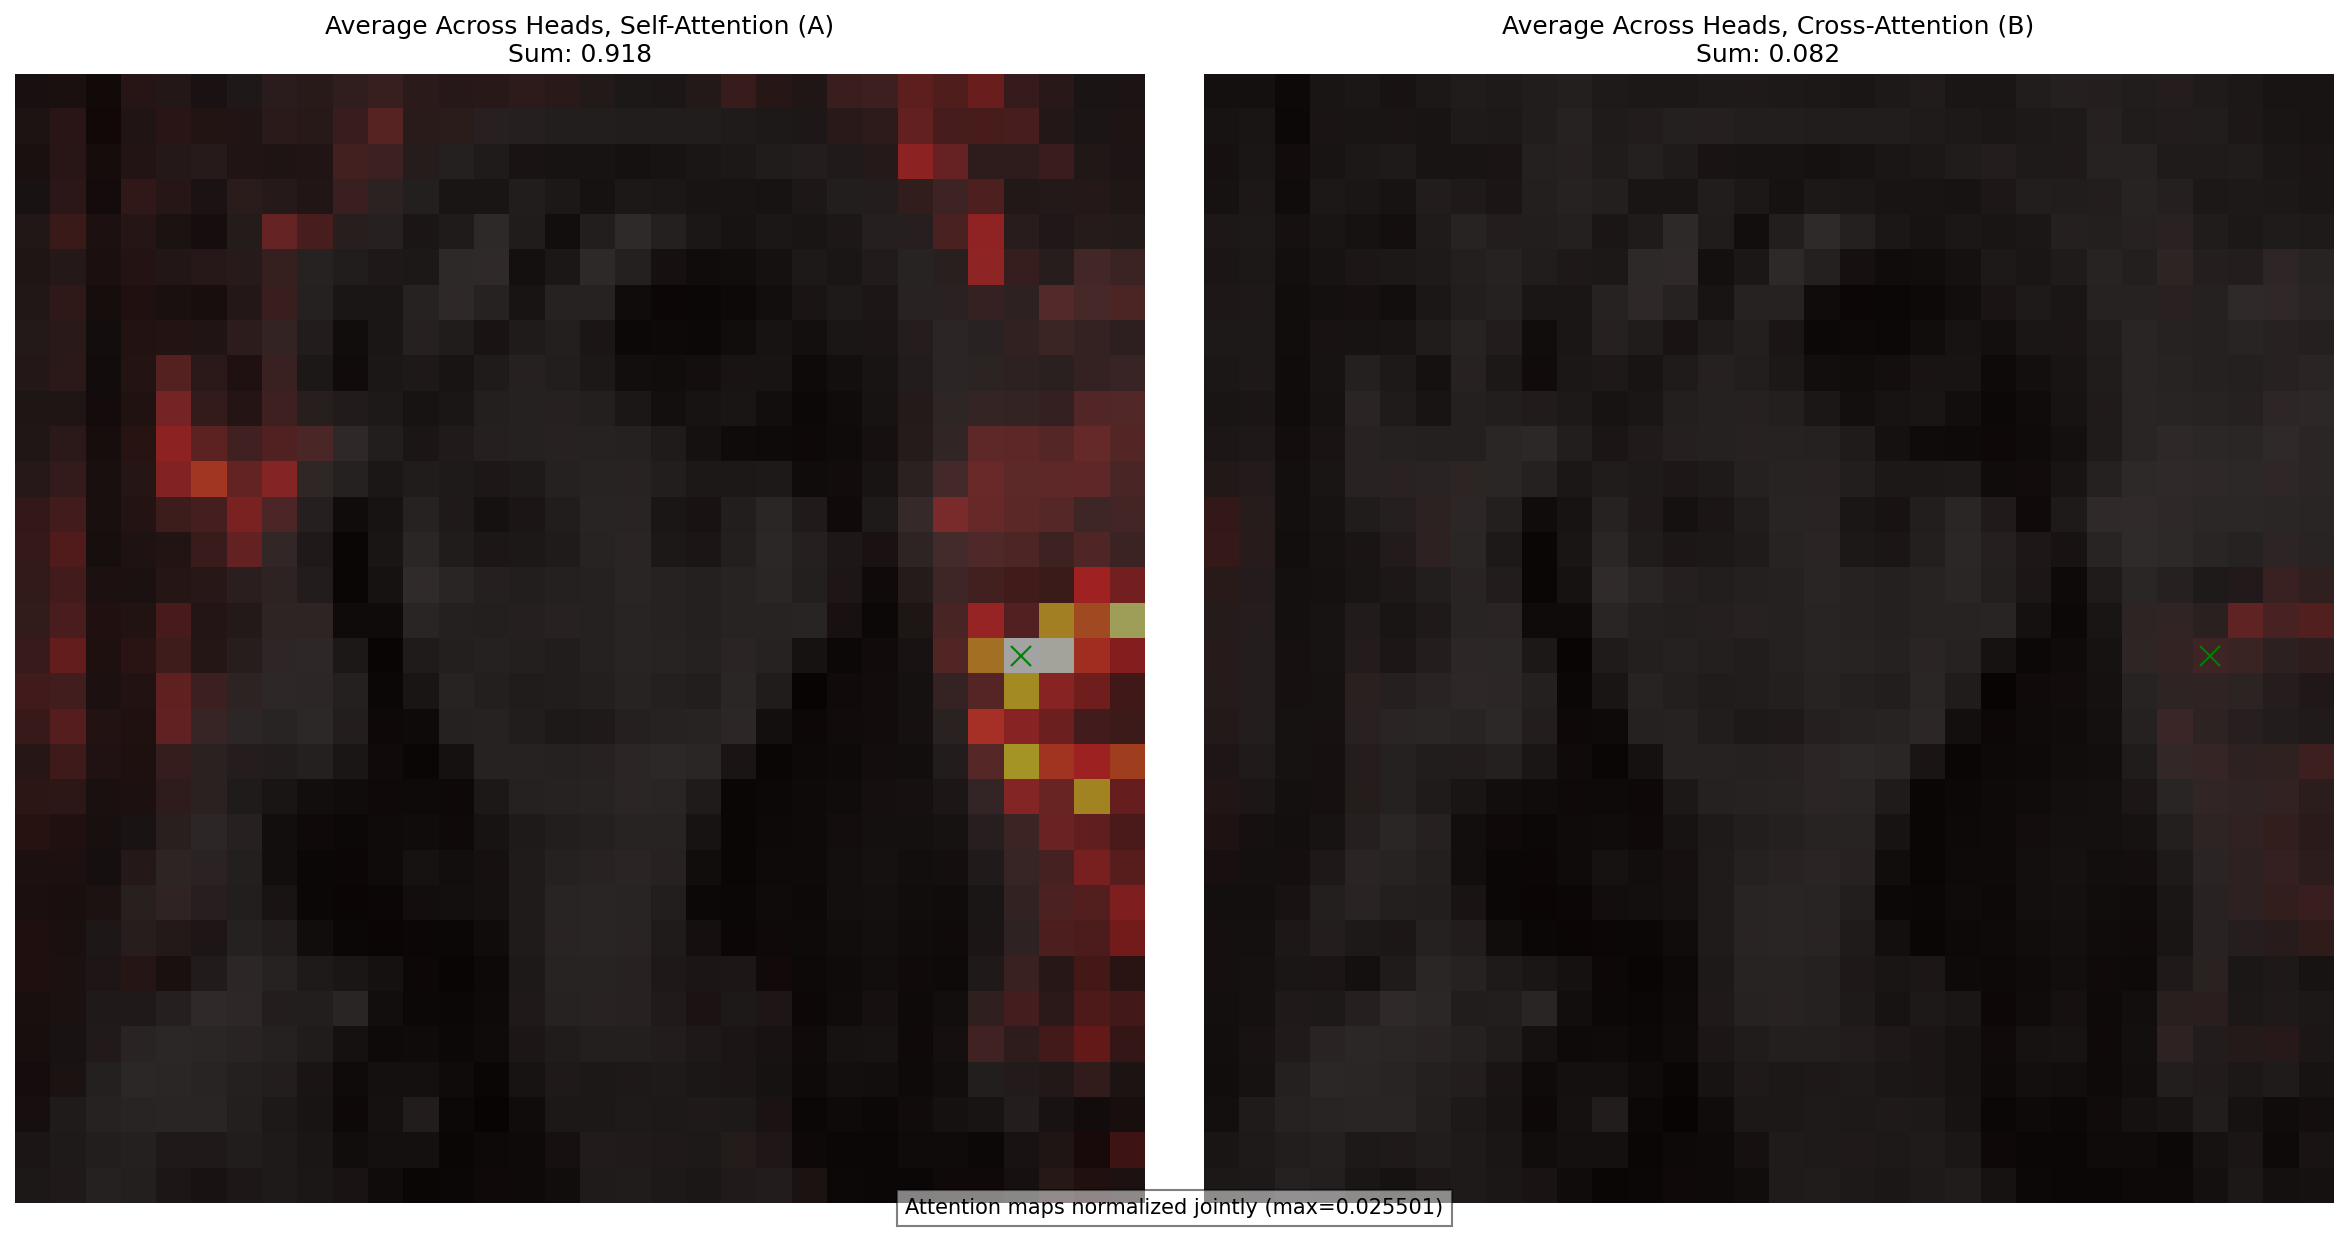 Average Across Heads, Self-Attention (A)
Sum: 0.918
Average Across Heads, Cross-Attention (B)
Sum: 0.082
Attention maps normalized jointly (max=0.025501)